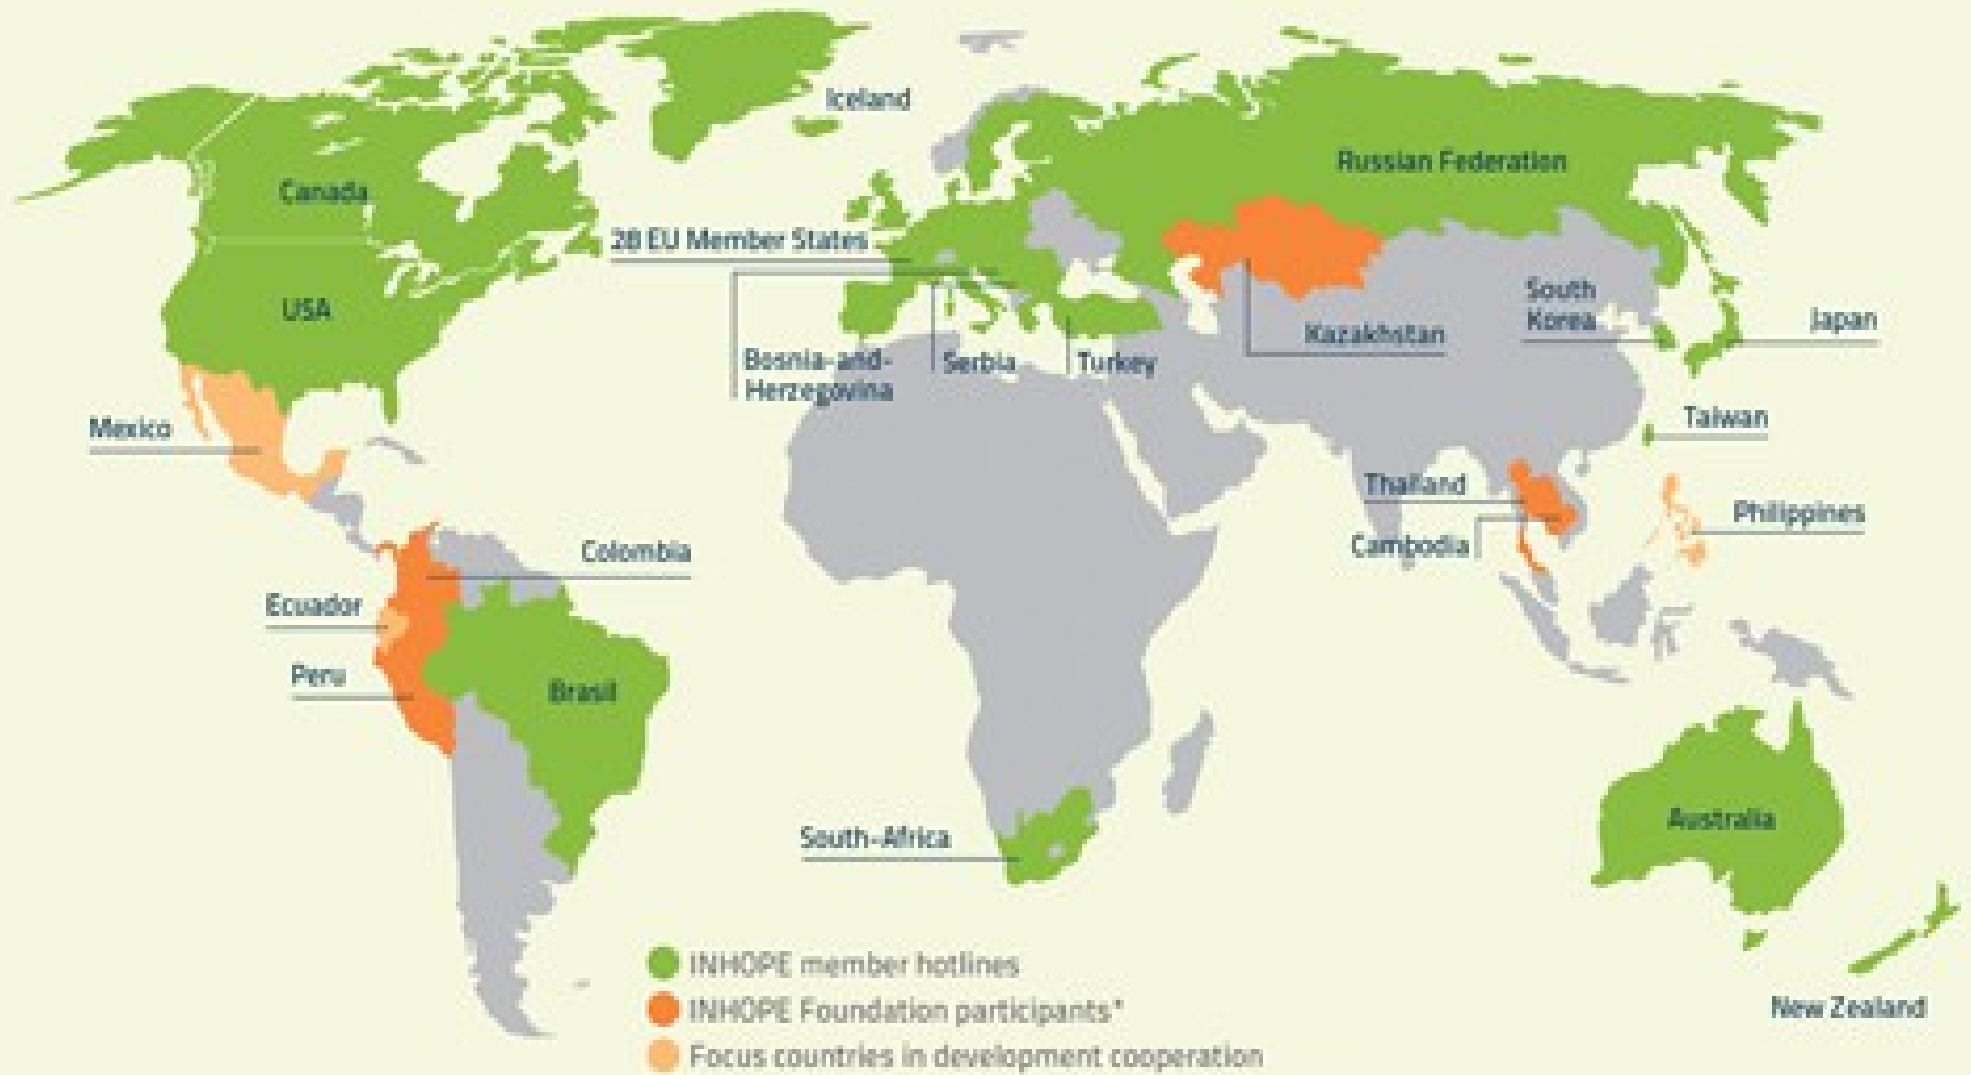 Iceland
Russian Federation
Canada
28 EU Member States
USA
South
Korea
Japan
Kazakhstan
Bosnia-and-
Herzegovina
Serbia
Turkey
Mexico
Taiwan
Thailand
Philippines
Cambodia
Colombia
Ecuador
Peru
Brasil
Australia
South-Africa
New Zealand
INHOPE member hotlines
INHOPE Foundation participants*
Focus countries in development cooperation